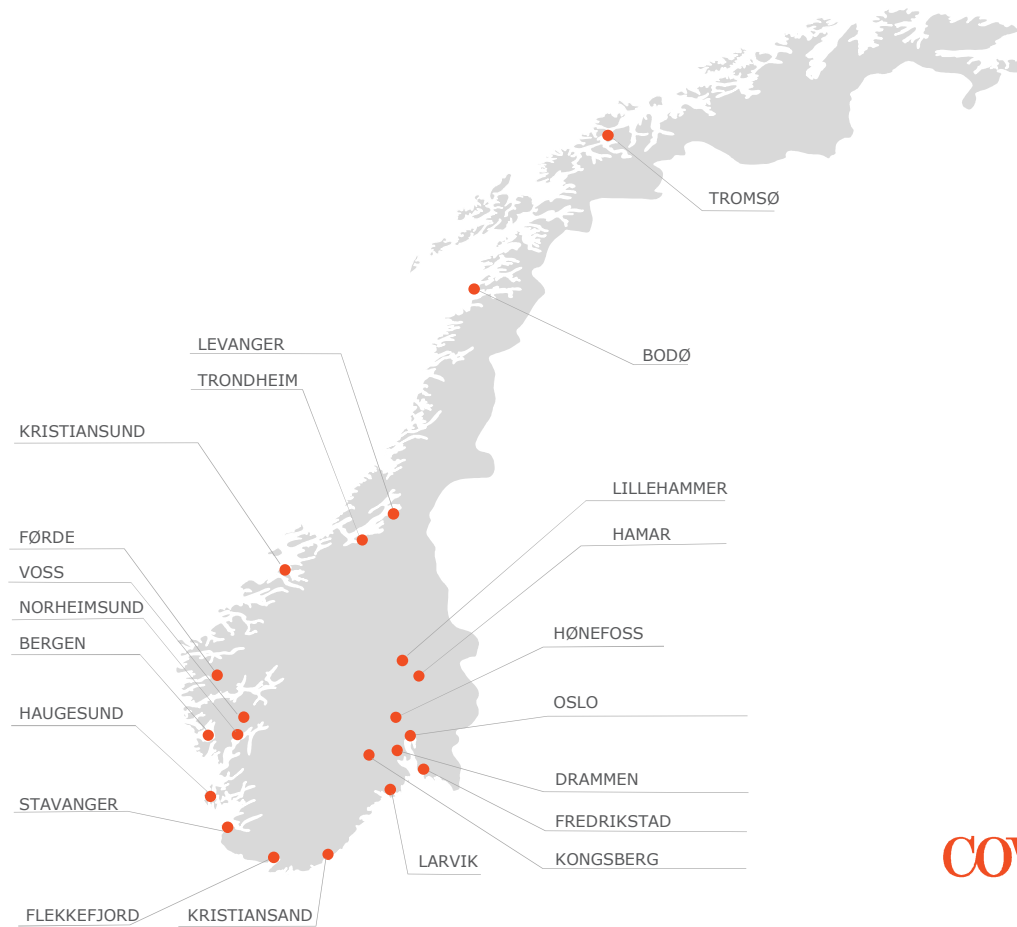 TROMSØ
LEVANGER
BODØ
TRONDHEIM
KRISTIANSUND
LILLEHAMMER
FØRDE
HAMAR
VOSS
NORHEIMSUND
HØNEFOSS
BERGEN
OSLO
HAUGESUND
DRAMMEN
STAVANGER
FREDRIKSTAD
LARVIK
KONGSBERG
FLEKKEFJORD
KRISTIANSAND